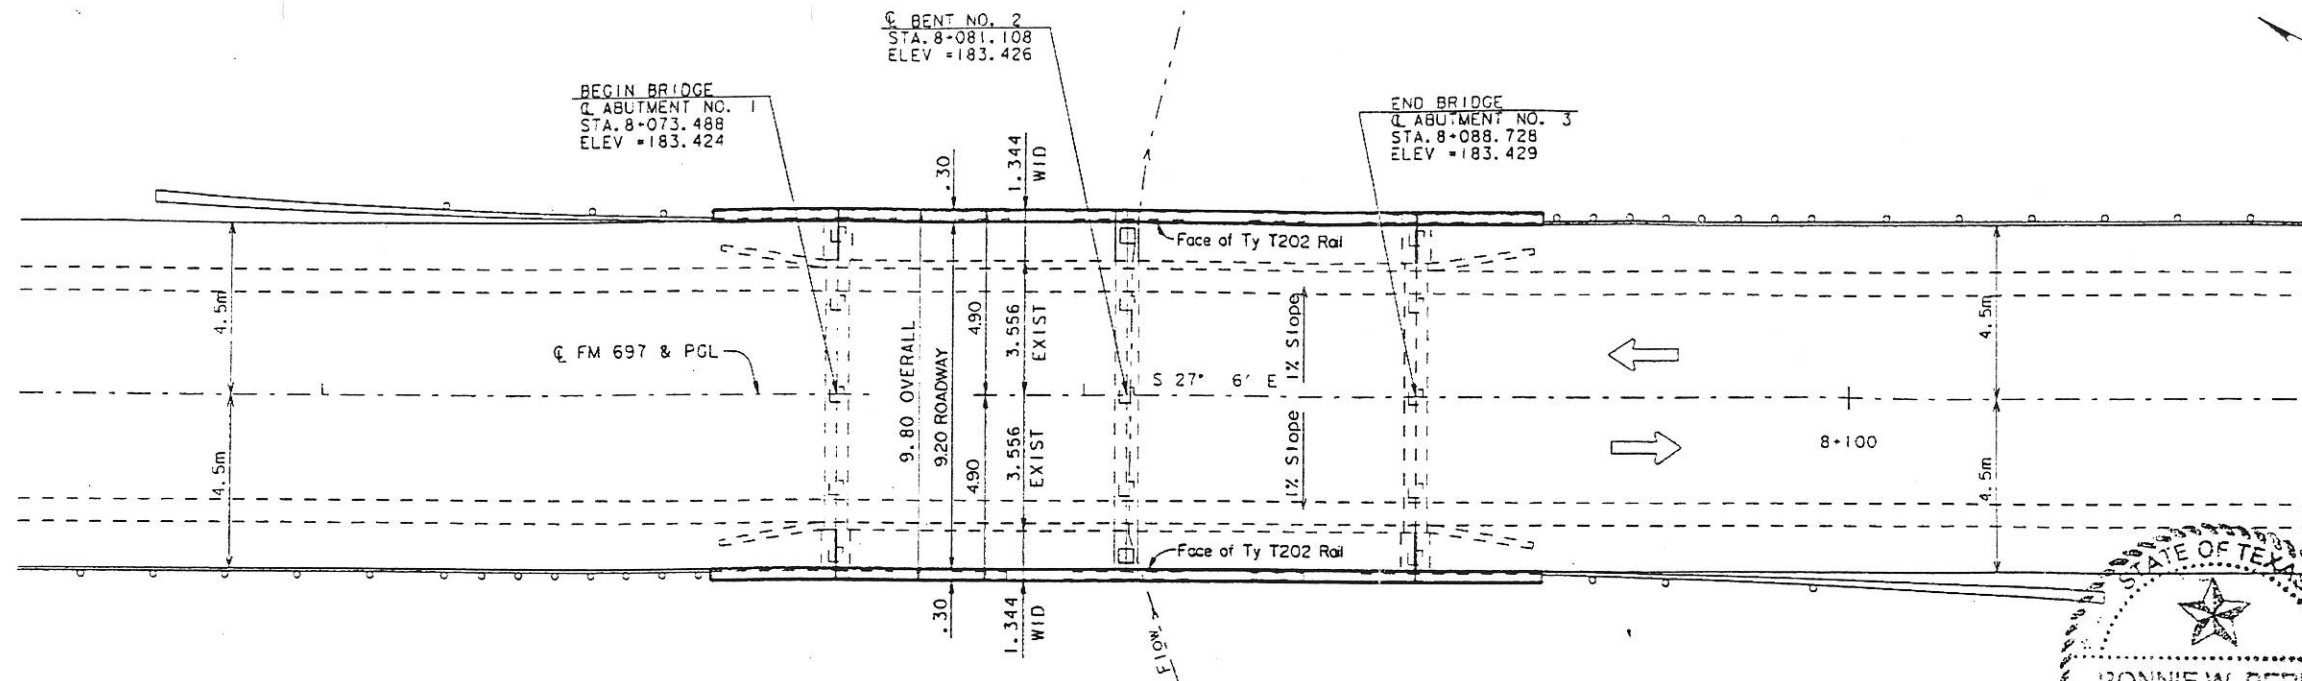 ℄ BENT NO. 2
STA. 8+081.108
ELEV =183.426
BEGIN BRIDGE
℄ ABUTMENT NO. 1
STA. 8+073.488
ELEV =183.424
END BRIDGE
℄ ABUTMENT NO. 3
STA. 8+088.728
ELEV =183.429
.30
1.344
WID
Face of Ty T202 Rail
4.5m
4.5m
℄ FM 697 & PGL
9.80 OVERALL
9.20 ROADWAY
4.90
4.90
3.556
EXIST
3.556
EXIST
S 27° 6' E
1% Slope
1% Slope
4.5m
4.5m
8+100
Face of Ty T202 Rail
.30
1.344
WID
Flow
STATE OF TEXAS
RONNIE W.